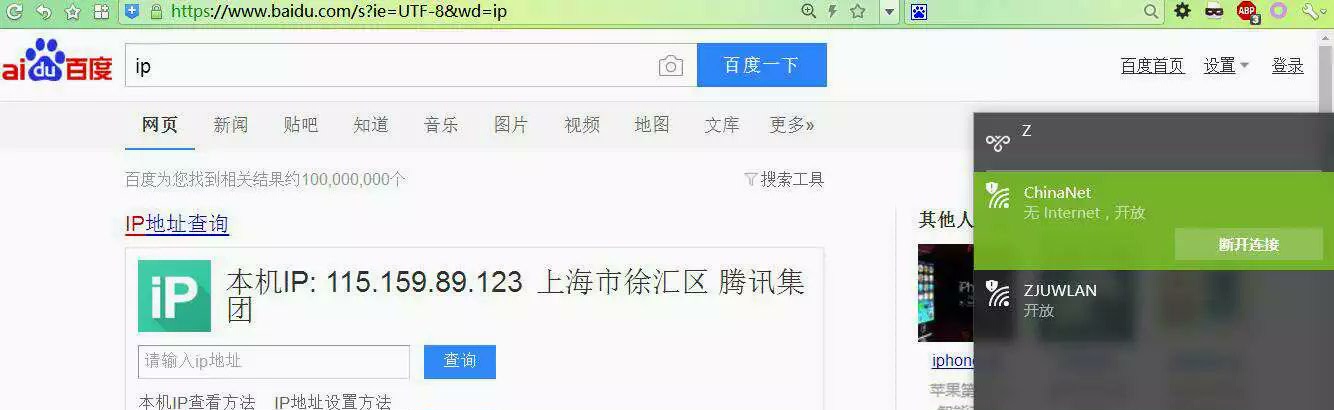 https://www.baidu.com/s?ie=UTF-8&wd=ip
ABP
3
Bai du 百度
ip
百度一下
百度首页 设置 登录
网页 新闻 贴吧 知道 音乐 图片 视频 地图 文库 更多»
百度为您找到相关结果约100,000,000个
搜索工具
IP地址查询
iP
本机IP: 115.159.89.123 上海市徐汇区 腾讯集
团
请输入ip地址
查询
本机IP查看方法 IP地址设置方法
其他人
iphon
苹果第
Z
ChinaNet
无 Internet，开放
断开连接
ZJUWLAN
开放